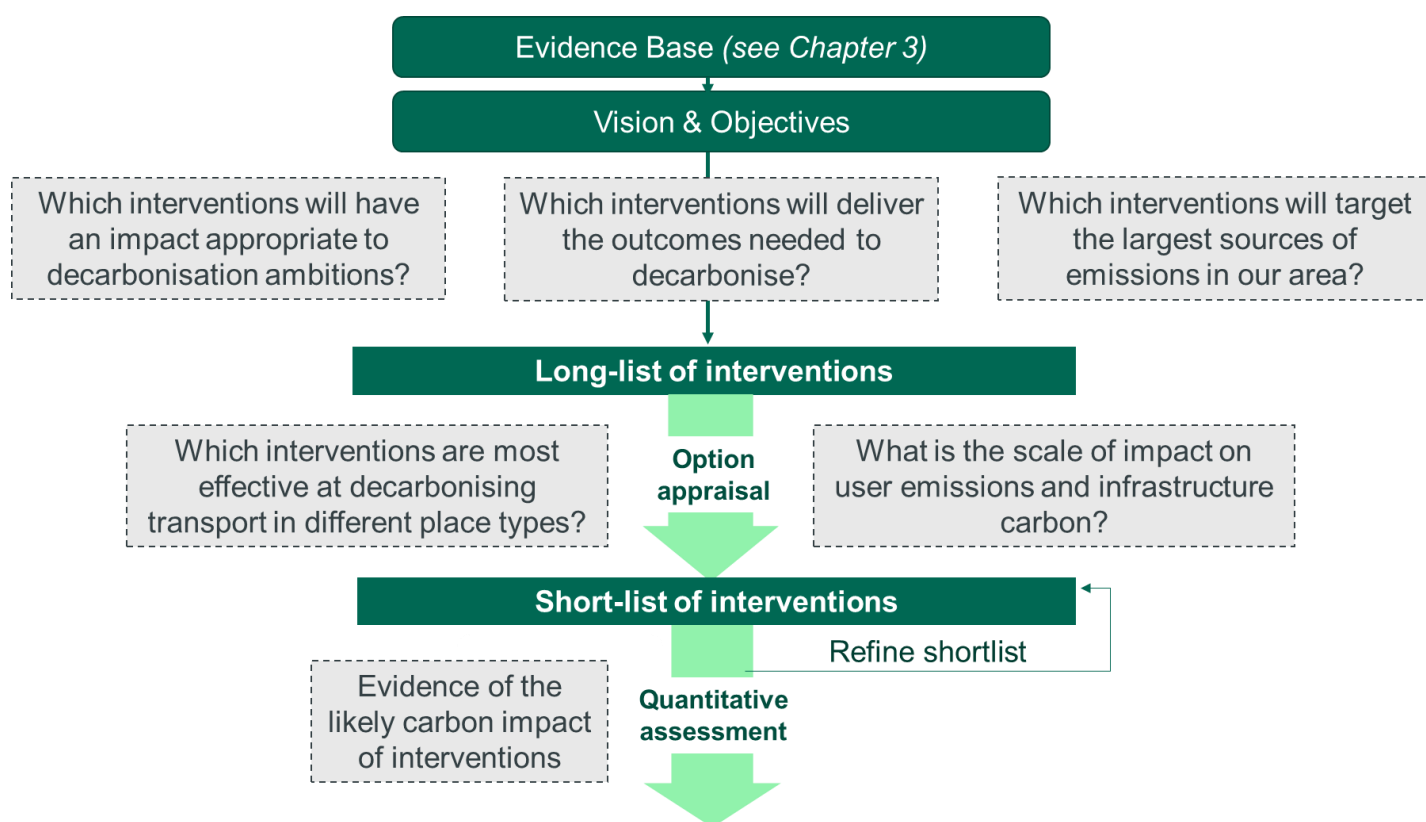 Evidence Base (see Chapter 3)
Vision & Objectives
Which interventions will have
an impact appropriate to
decarbonisation ambitions?
Which interventions will deliver
the outcomes needed to
decarbonise?
Which interventions will target
the largest sources of
emissions in our area?
Long-list of interventions
Which interventions are most
effective at decarbonising
transport in different place types?
Option
appraisal
What is the scale of impact on
user emissions and infrastructure
carbon?
Short-list of interventions
Refine shortlist
Evidence of the
likely carbon impact
of interventions
Quantitative
assessment